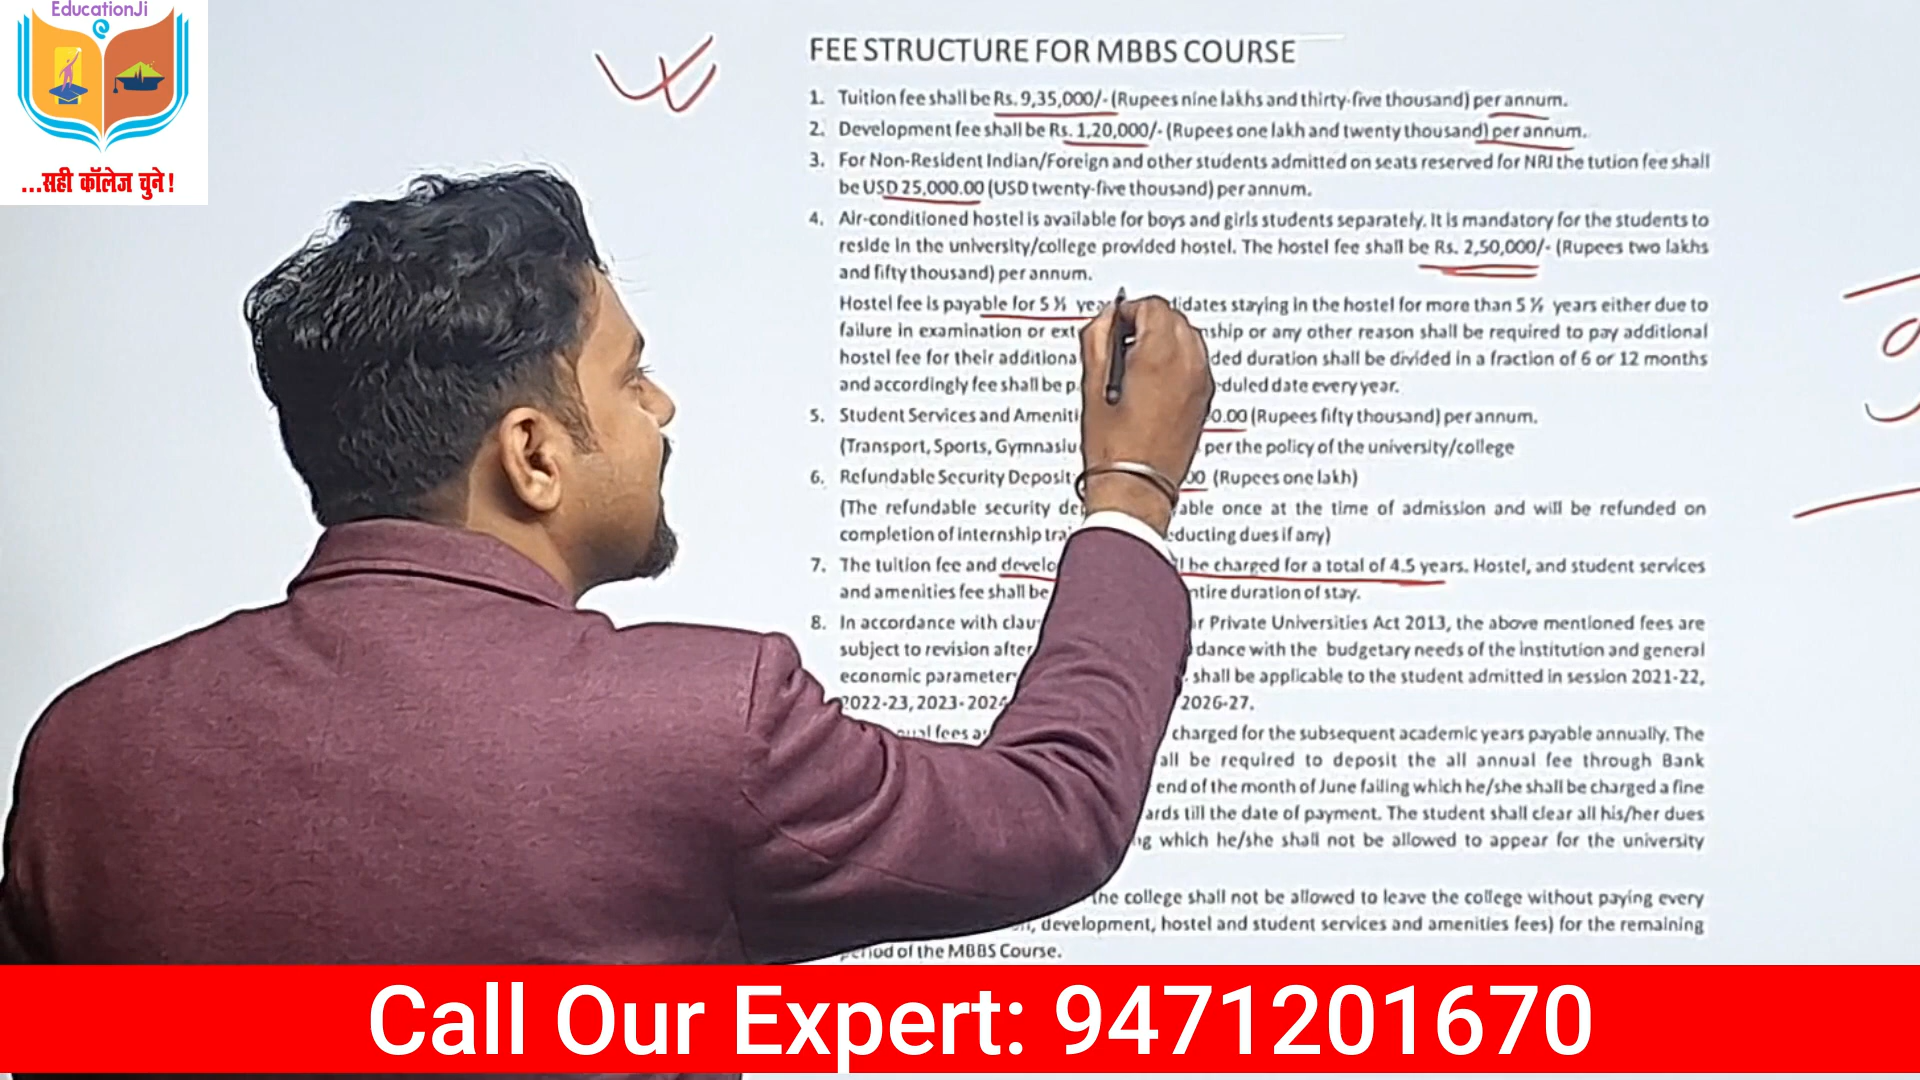 EducationJi
...सही कॉलेज चुने!
FEE STRUCTURE FOR MBBS COURSE
1. Tuition fee shall be Rs. 9,35,000/- (Rupees nine lakhs and thirty-five thousand) per annum.
2. Development fee shall be Rs. 1,20,000/- (Rupees one lakh and twenty thousand) per annum.
3. For Non-Resident Indian/Foreign and other students admitted on seats reserved for NRI the tution fee shall
be USD 25,000.00 (USD twenty-five thousand) per annum.
4. Air-conditioned hostel is available for boys and girls students separately. It is mandatory for the students to
reside in the university/college provided hostel. The hostel fee shall be Rs. 2,50,000/- (Rupees two lakhs
and fifty thousand) per annum.
Hostel fee is payable for 5 ½ staying in the hostel for more than 5 ½ years either due to
failure in examination or or any other reason shall be required to pay additional
hostel fee for their duration shall be divided in a fraction of 6 or 12 months
and accordingly fee shall be date every year.
5. Student Services and (Rupees fifty thousand) per annum.
(Transport, Sports, per the policy of the university/college
6. Refundable Security Deposit (Rupees one lakh)
(The refundable security once at the time of admission and will be refunded on
completion of internship dues if any)
7. The tuition fee and be charged for a total of 4.5 years. Hostel, and student services
and amenities fee shall be duration of stay.
8. In accordance with Private Universities Act 2013, the above mentioned fees are
subject to revision after with the budgetary needs of the institution and general
economic shall be applicable to the student admitted in session 2021-22,
2022-23, 2026-27.
fees charged for the subsequent academic years payable annually. The
be required to deposit the all annual fee through Bank
end of the month of June failing which he/she shall be charged a fine
till the date of payment. The student shall clear all his/her dues
which he/she shall not be allowed to appear for the university
the college shall not be allowed to leave the college without paying every
development, hostel and student services and amenities fees) for the remaining
of the MBBS Course.
Call Our Expert: 9471201670